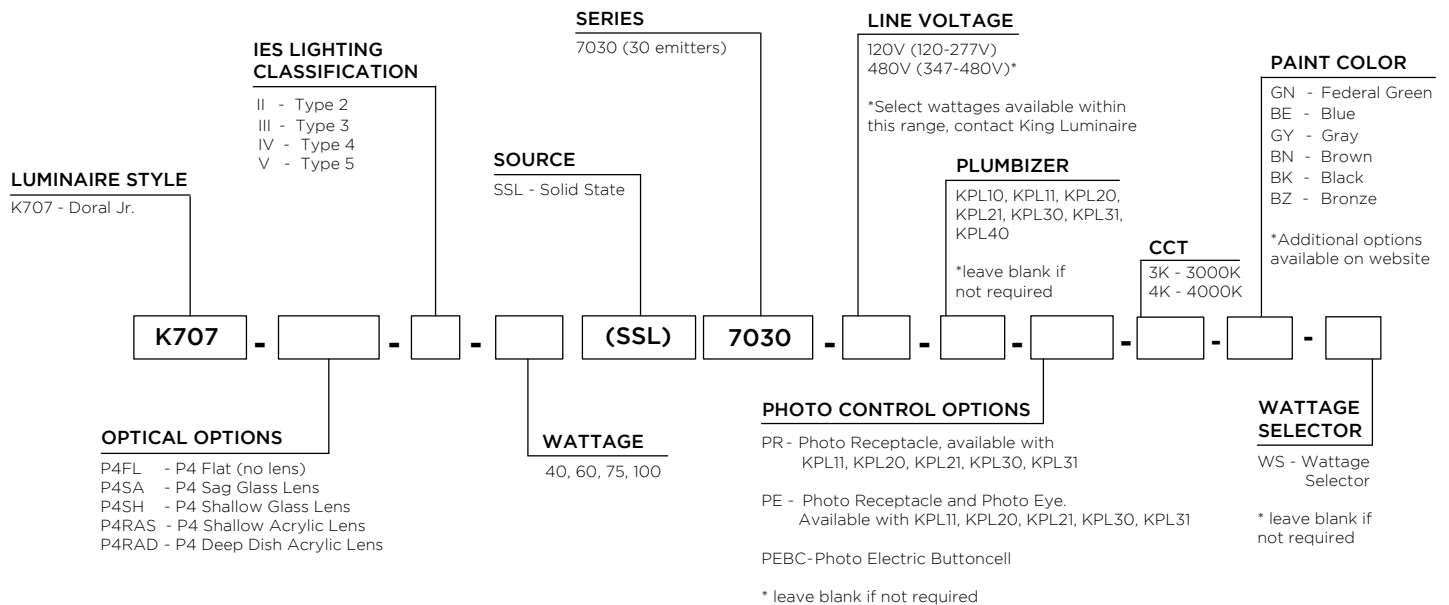 SERIES
7030 (30 emitters)
LINE VOLTAGE
120V (120-277V)
480V (347-480V)*
*Select wattages available within
this range, contact King Luminaire
IES LIGHTING
CLASSIFICATION
II - Type 2
III - Type 3
IV - Type 4
V - Type 5
PAINT COLOR
GN - Federal Green
BE - Blue
GY - Gray
BN - Brown
BK - Black
BZ - Bronze
*Additional options
available on website
SOURCE
SSL - Solid State
PLUMBIZER
KPL10, KPL11, KPL20,
KPL21, KPL30, KPL31,
KPL40
*leave blank if
not required
LUMINAIRE STYLE
K707 - Doral Jr.
CCT
3K - 3000K
4K - 4000K
K707 - - - (SSL) 7030 - - - - -
OPTICAL OPTIONS
P4FL - P4 Flat (no lens)
P4SA - P4 Sag Glass Lens
P4SH - P4 Shallow Glass Lens
P4RAS - P4 Shallow Acrylic Lens
P4RAD - P4 Deep Dish Acrylic Lens
WATTAGE
40, 60, 75, 100
PHOTO CONTROL OPTIONS
PR - Photo Receptacle, available with
KPL11, KPL20, KPL21, KPL30, KPL31
PE - Photo Receptacle and Photo Eye.
Available with KPL11, KPL20, KPL21, KPL30, KPL31
PEBC-Photo Electric Buttoncell
* leave blank if not required
WATTAGE
SELECTOR
WS - Wattage
Selector
* leave blank if
not required